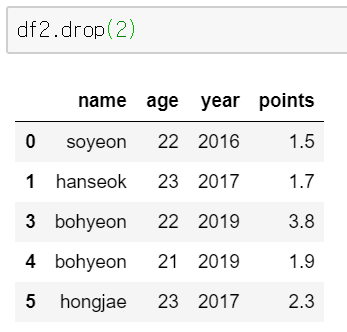 df2.drop(2)
name age year points
0 soyeon 22 2016 1.5
1 hanseok 23 2017 1.7
3 bohyeon 22 2019 3.8
4 bohyeon 21 2019 1.9
5 hongjae 23 2017 2.3